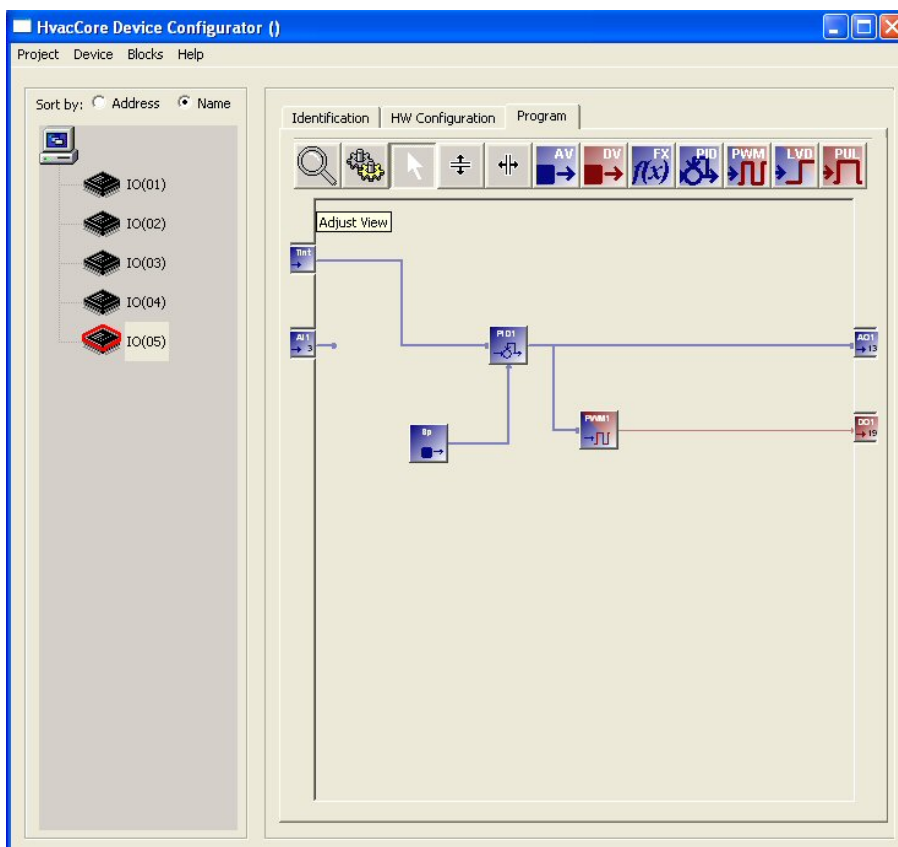 HvacCore Device Configurator ()
Project Device Blocks Help
Sort by: Address Name
IO(01)
IO(02)
IO(03)
IO(04)
IO(05)
Identification HW Configuration Program
AV DV FX f(x) PID PWM LVD PUL
Adjust View
TInt
AI1
3
PID1
AO1
13
Sp
PWM1
DO1
19